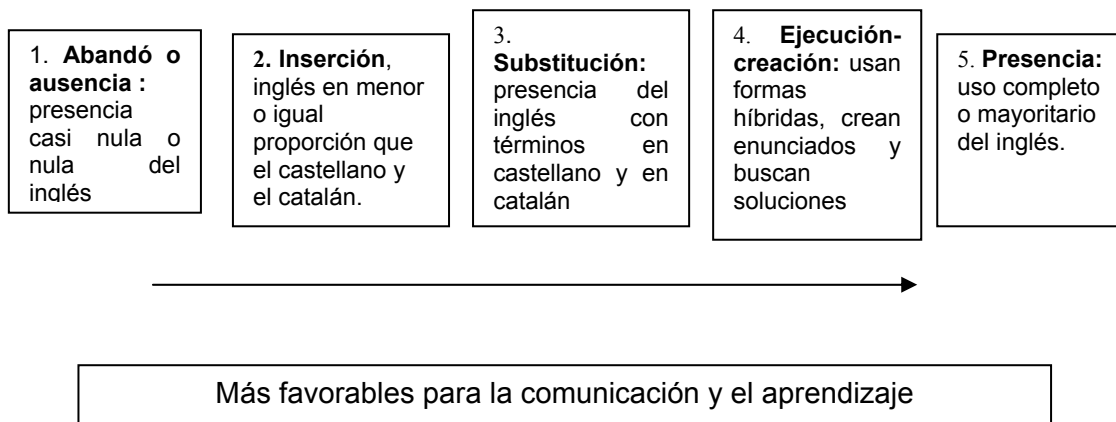 1. Abandó o
ausencia :
presencia
casi nula o
nula del
inglés
2. Inserción,
inglés en menor
o igual
proporción que
el castellano y
el catalán.
3.
Substitución:
presencia del
inglés con
términos en
castellano y en
catalán
4. Ejecución-
creación: usan
formas
híbridas, crean
enunciados y
buscan
soluciones
5. Presencia:
uso completo
o mayoritario
del inglés.
Más favorables para la comunicación y el aprendizaje